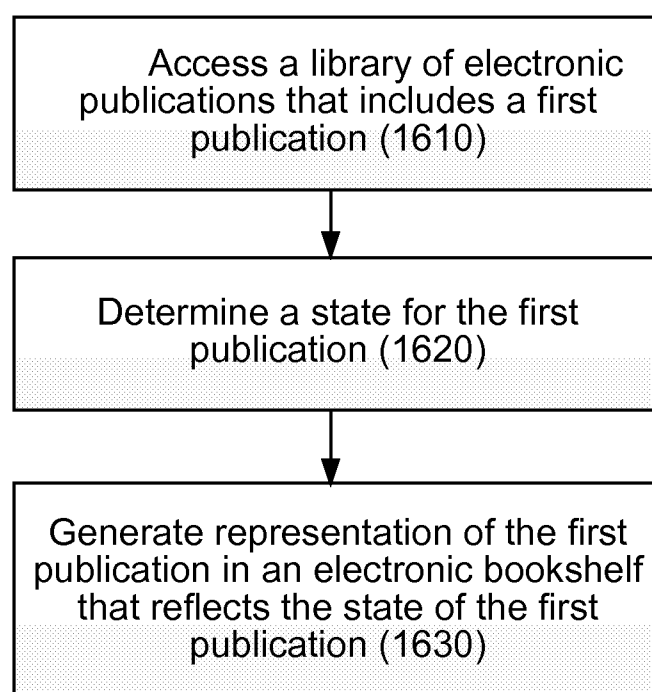 Access a library of electronic
publications that includes a first
publication (1610)
Determine a state for the first
publication (1620)
Generate representation of the first
publication in an electronic bookshelf
that reflects the state of the first
publication (1630)